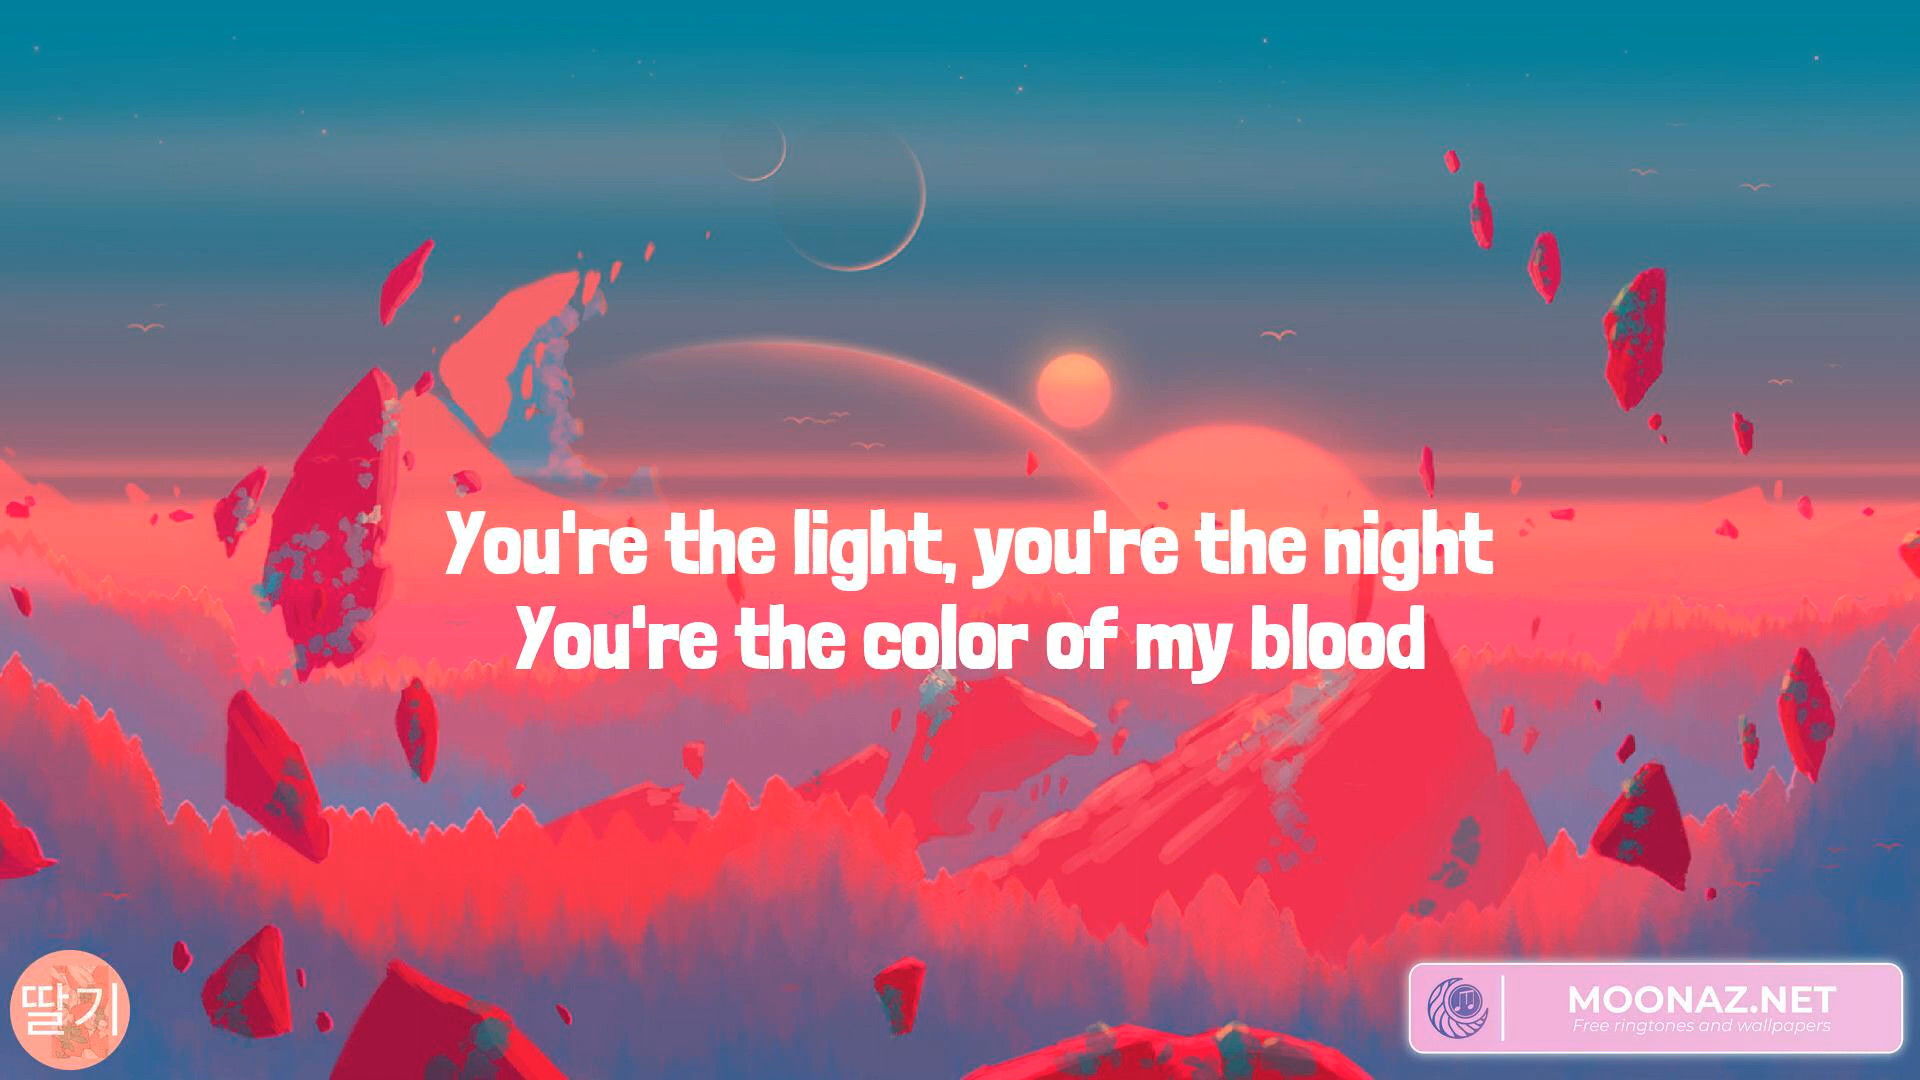 You're the light, you're the night
You're the color of my blood
딸기
MOONAZ.NET
Free ringtones and wallpapers